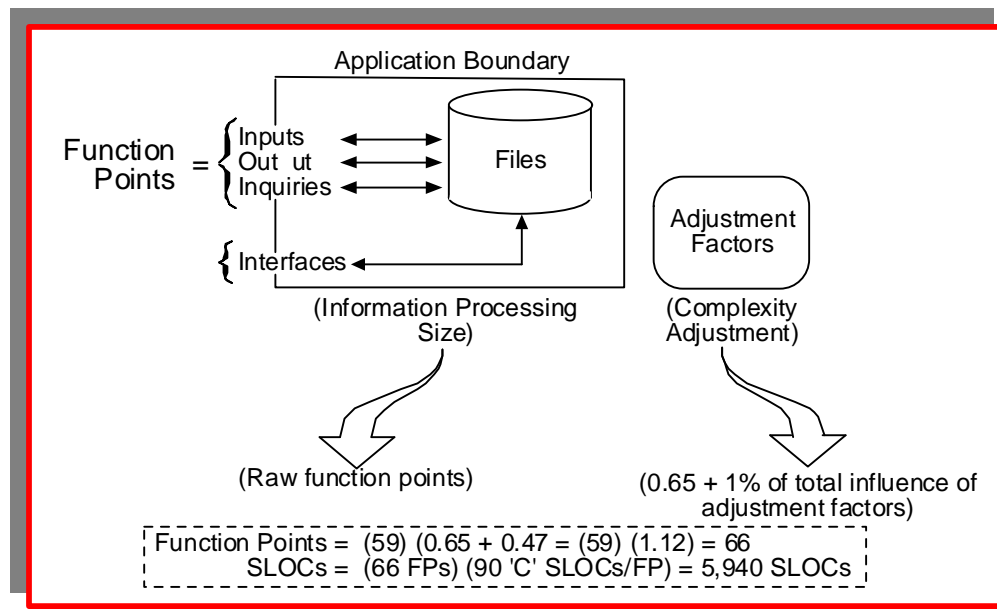 Application Boundary
Function
Points
=
Inputs
Out ut
Inquiries
Interfaces
Files
Adjustment
Factors
(Information Processing
Size)
(Complexity
Adjustment)
(Raw function points)
(0.65 + 1% of total influence of
adjustment factors)
Function Points = (59) (0.65 + 0.47 = (59) (1.12) = 66
SLOCs = (66 FPs) (90 'C' SLOCs/FP) = 5,940 SLOCs